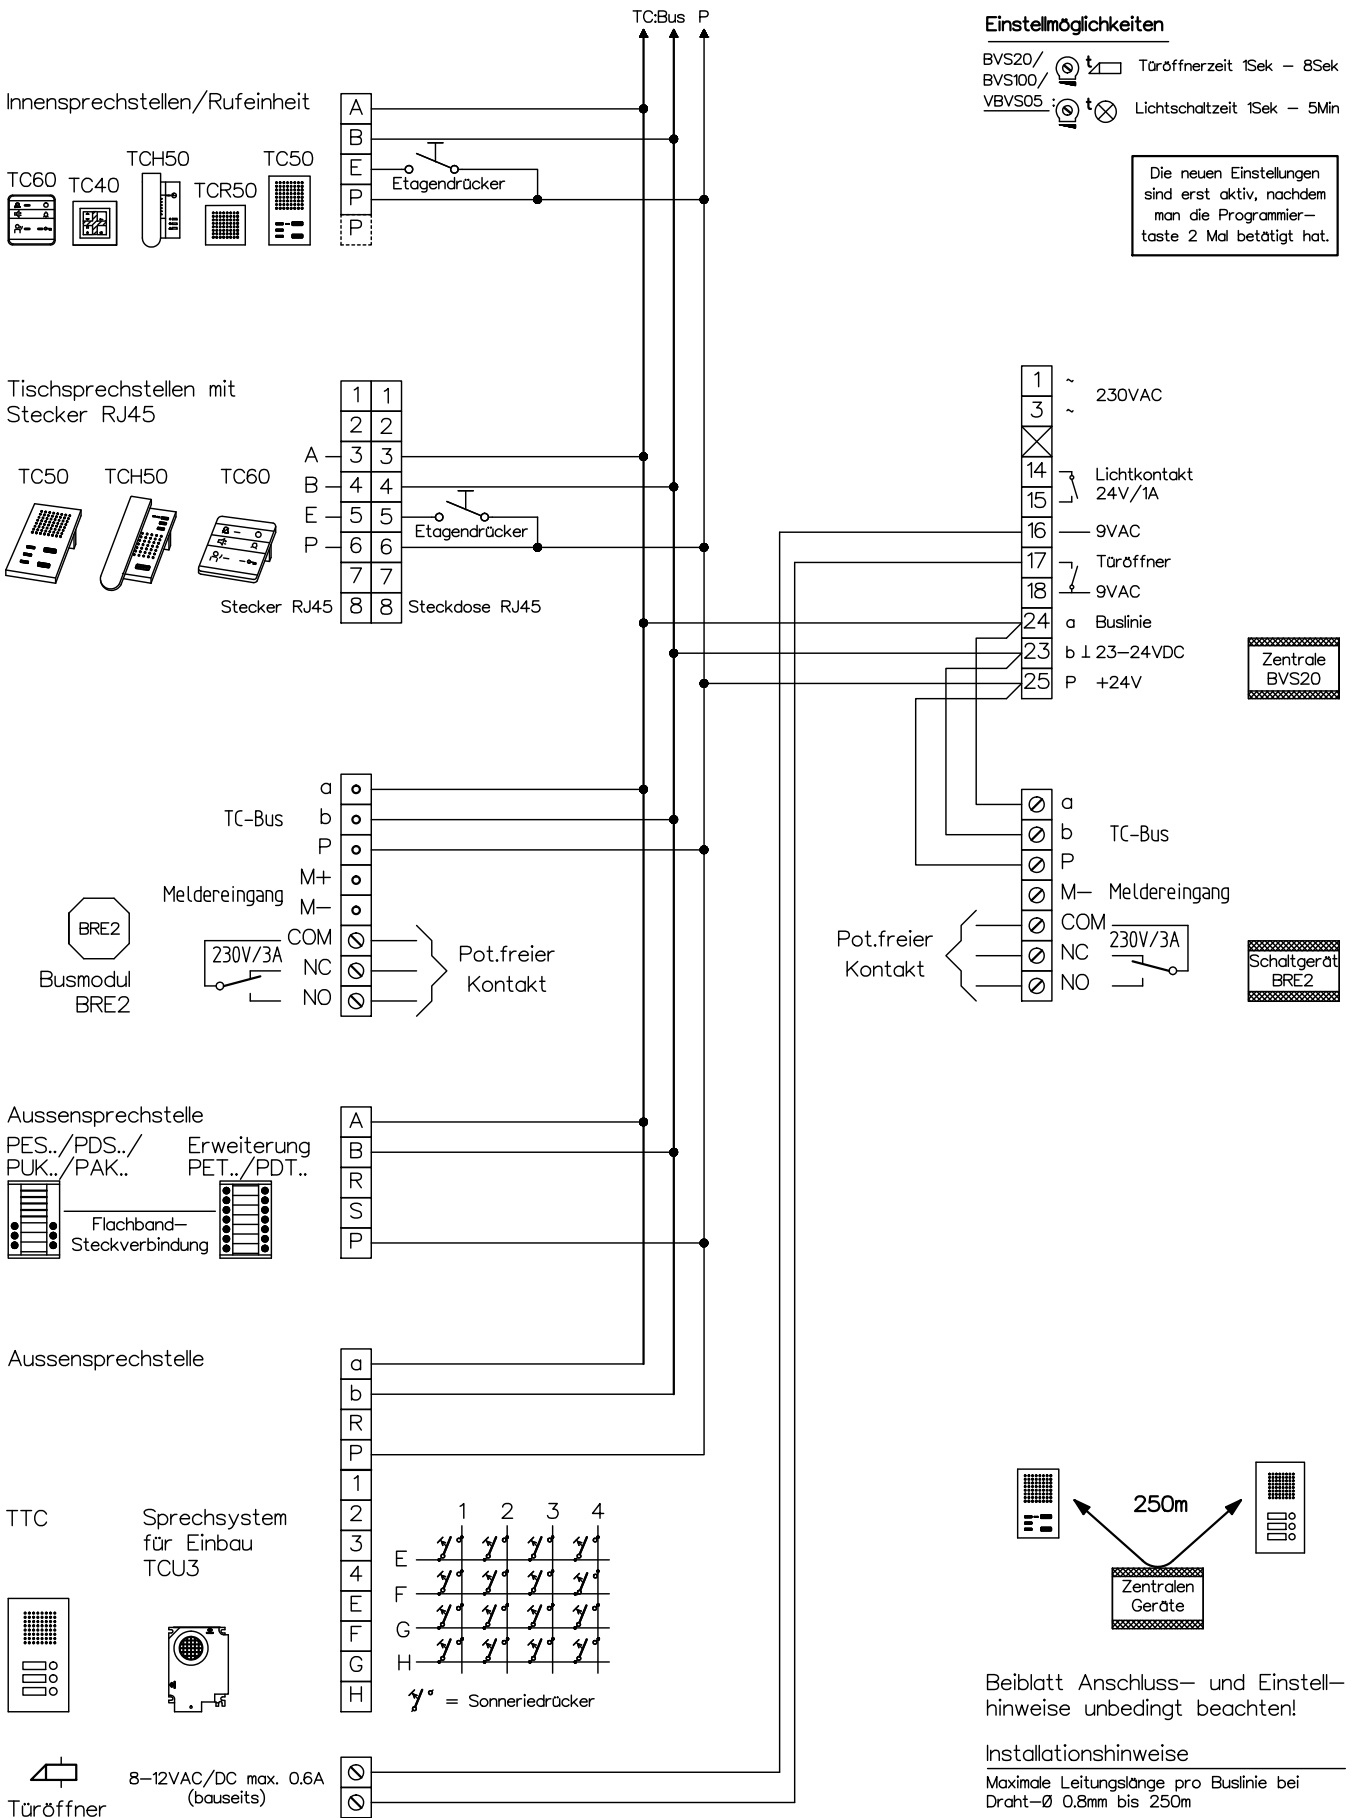 TC:Bus P
Einstellmöglichkeiten
BVS20/
BVS100/
VBVS05 :
t Türöffnerzeit 1Sek – 8Sek
t Lichtschaltzeit 1Sek – 5Min
Die neuen Einstellungen
sind erst aktiv, nachdem
man die Programmier–
taste 2 Mal betätigt hat.
Innensprechstellen/Rufeinheit
TC60
TC40
TCH50
TCR50
TC50
A
B
E
P
P
Etagendrücker
Tischsprechstellen mit
Stecker RJ45
TC50
TCH50
TC60
1 1
2 2
A 3 3
B 4 4
E 5 5
P 6 6
7 7
Stecker RJ45 8 8 Steckdose RJ45
Etagendrücker
1 ~
230VAC
3 ~
14 Lichtkontakt
15 24V/1A
16 9VAC
17 Türöffner
18 9VAC
24 a Buslinie
23 b ⊥ 23–24VDC
25 P +24V
Zentrale
BVS20
a
TC-Bus b
P
M+
Meldereingang
M–
COM
230V/3A
NC
NO
BRE2
Busmodul
BRE2
Pot.freier
Kontakt
a
b TC-Bus
P
M– Meldereingang
COM
230V/3A
NC
NO
Pot.freier
Kontakt
Schaltgerät
BRE2
Aussensprechstelle
PES../PDS../
PUK../PAK..
Erweiterung
PET../PDT..
Flachband–
Steckverbindung
A
B
R
S
P
Aussensprechstelle
a
b
R
P
1
2
3
4
E
F
G
H
TTC
Sprechsystem
für Einbau
TCU3
1 2 3 4
E
F
G
H
= Sonneriedrücker
Türöffner
8–12VAC/DC max. 0.6A
(bauseits)
250m
Zentralen
Geräte
Beiblatt Anschluss– und Einstell–
hinweise unbedingt beachten!
Installationshinweise
Maximale Leitungslänge pro Buslinie bei
Draht–Ø 0.8mm bis 250m